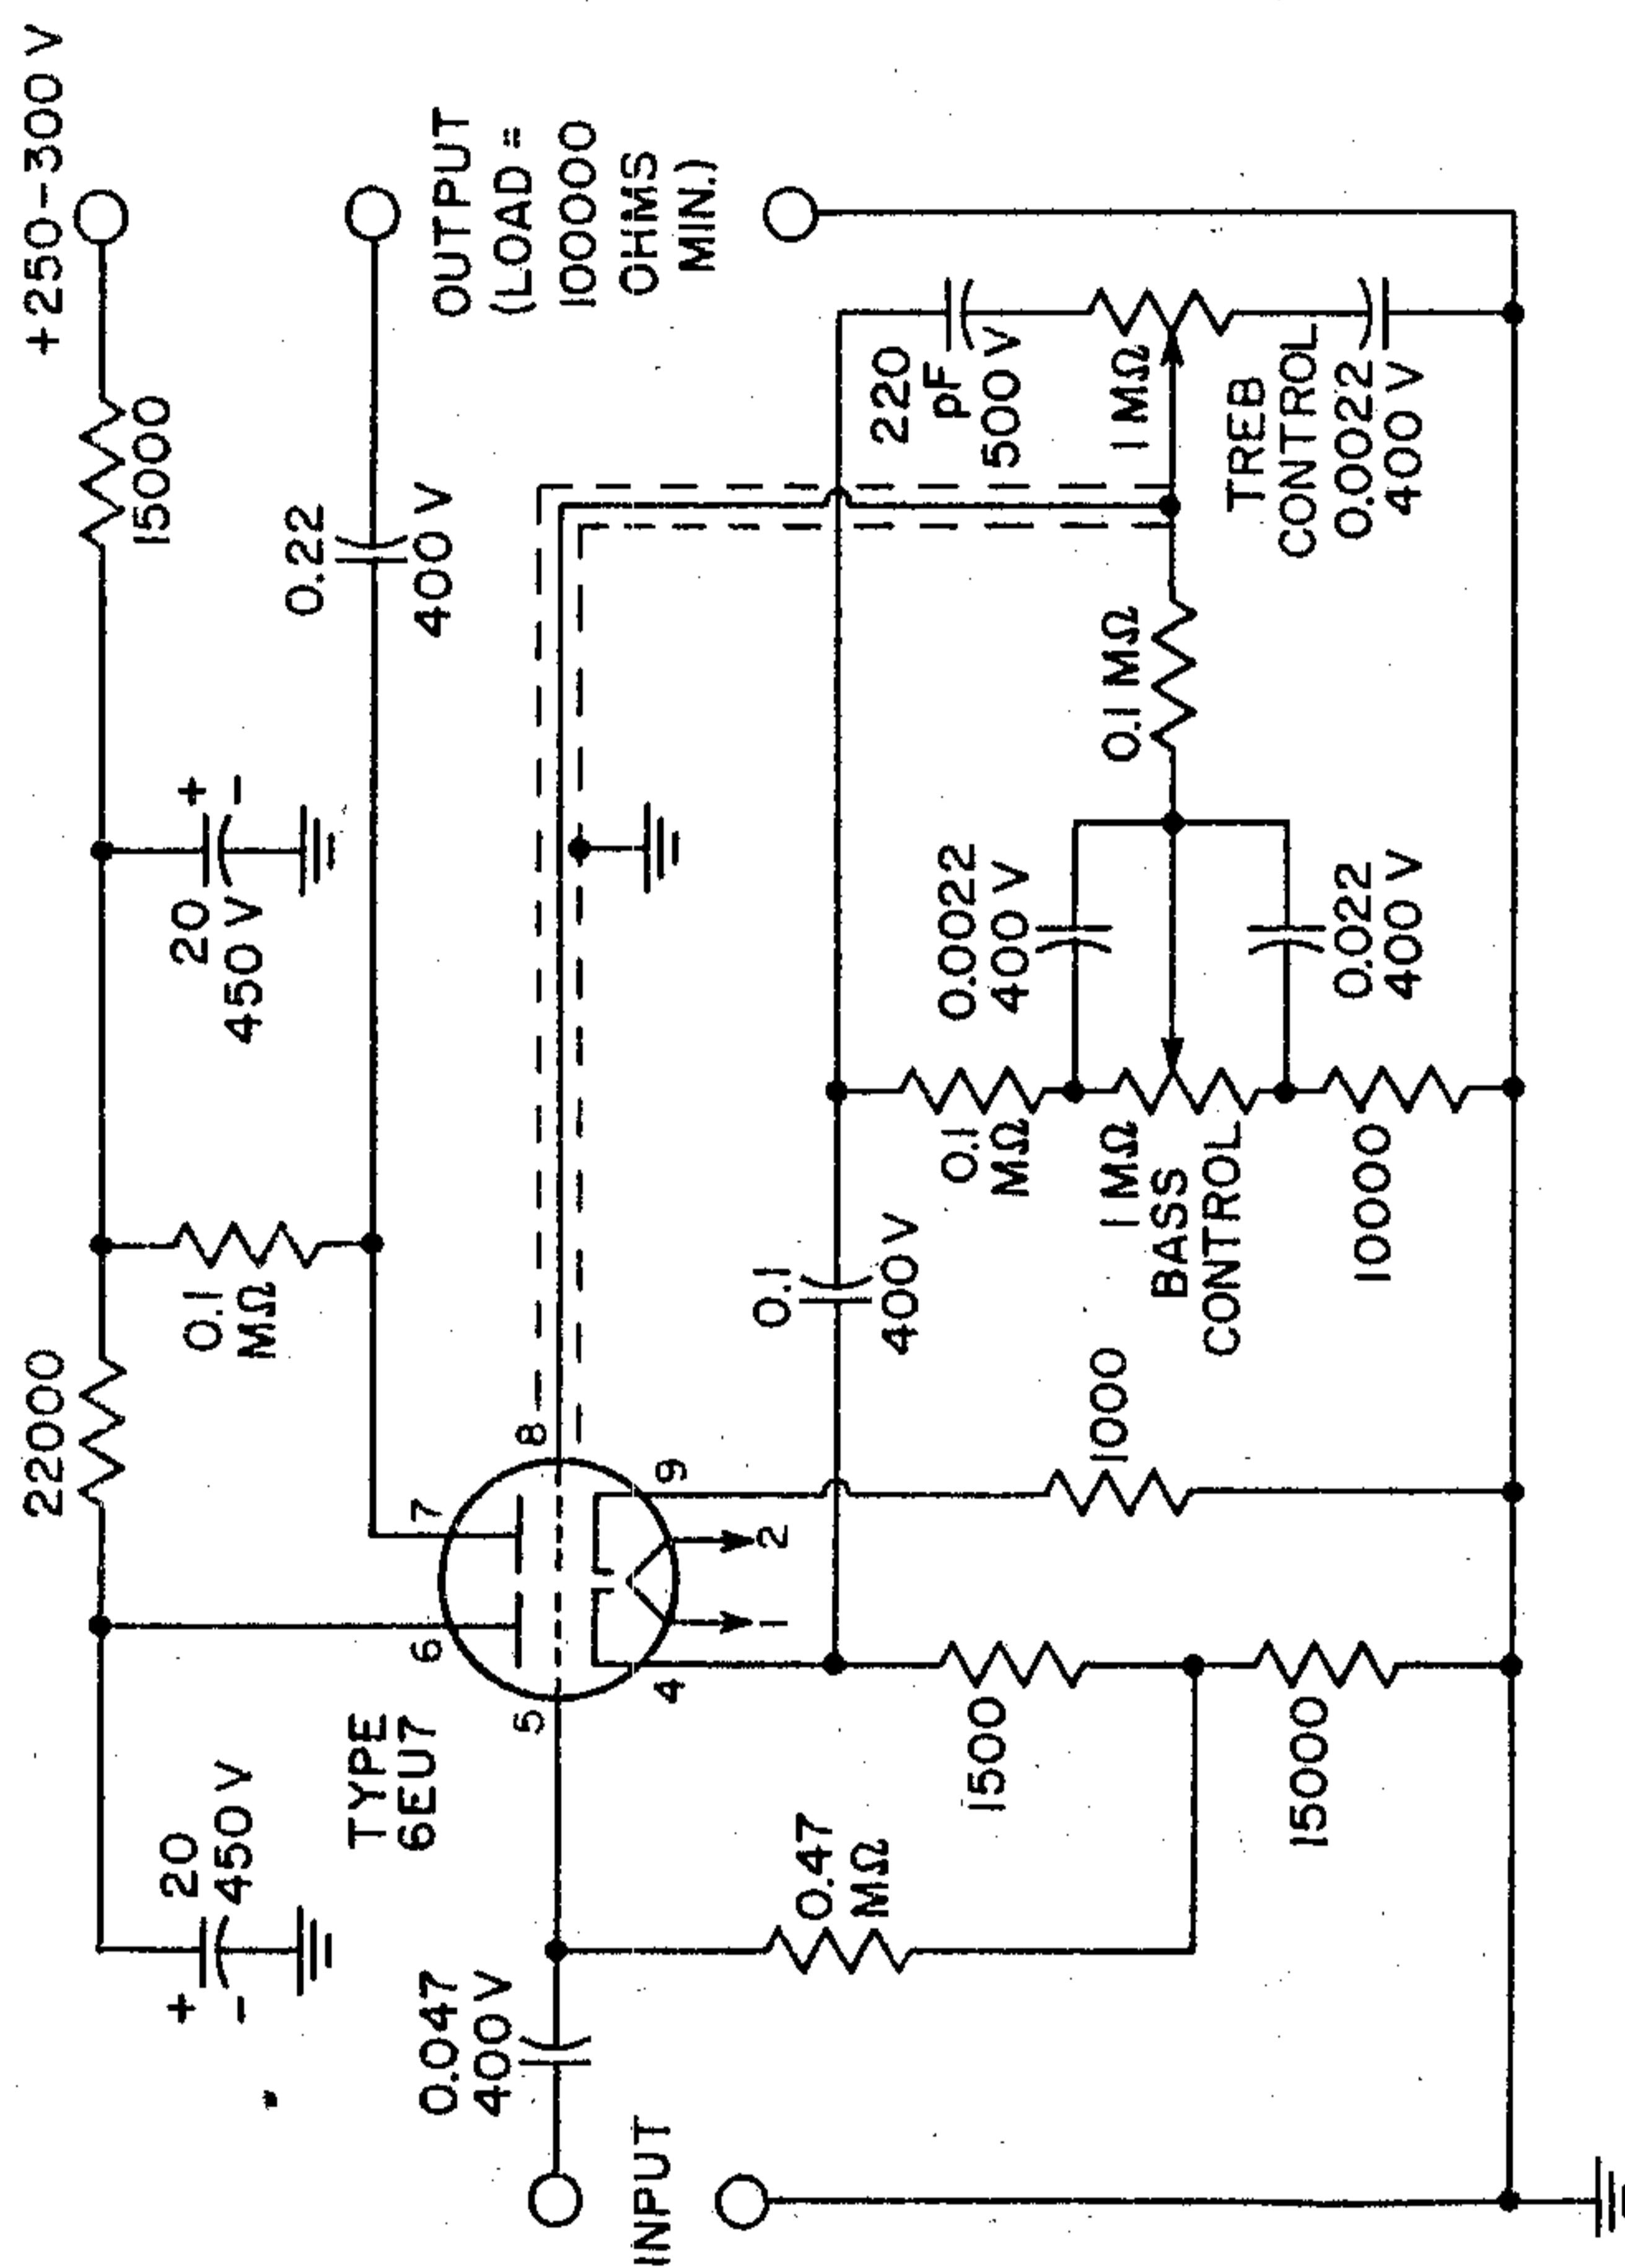 +250-300 V
15000
20
+
-
450 V
22000
0.1
MΩ
0.22
400 V
OUTPUT
(LOAD =
100000
OHMS
MIN.)
20
450 V
+
-
TYPE
6EU7
6
7
8
5
4
9
1
2
0.047
400 V
INPUT
0.47
MΩ
1500
15000
1000
0.1
400 V
0.1
MΩ
1 MΩ
BASS
CONTROL
10000
0.0022
400 V
0.022
400 V
0.1 MΩ
220
pF
500 V
1 MΩ
TREB
CONTROL
0.0022
400 V